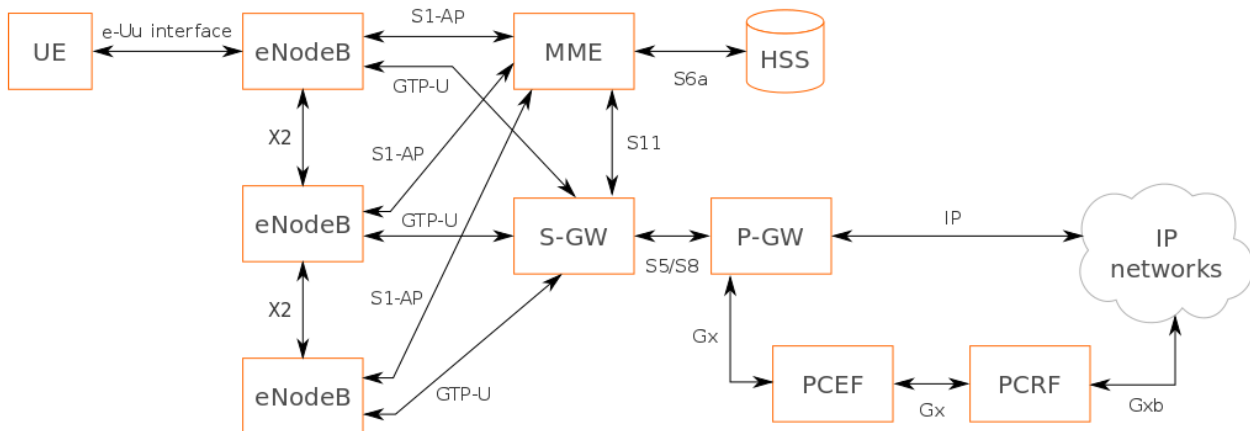 S1-AP
e-Uu interface
UE
eNodeB
MME
HSS
S6a
GTP-U
X2
S1-AP
S11
eNodeB
GTP-U
S-GW
P-GW
IP
IP
networks
S5/S8
X2
S1-AP
Gx
eNodeB
GTP-U
PCEF
PCRF
Gx
Gxb